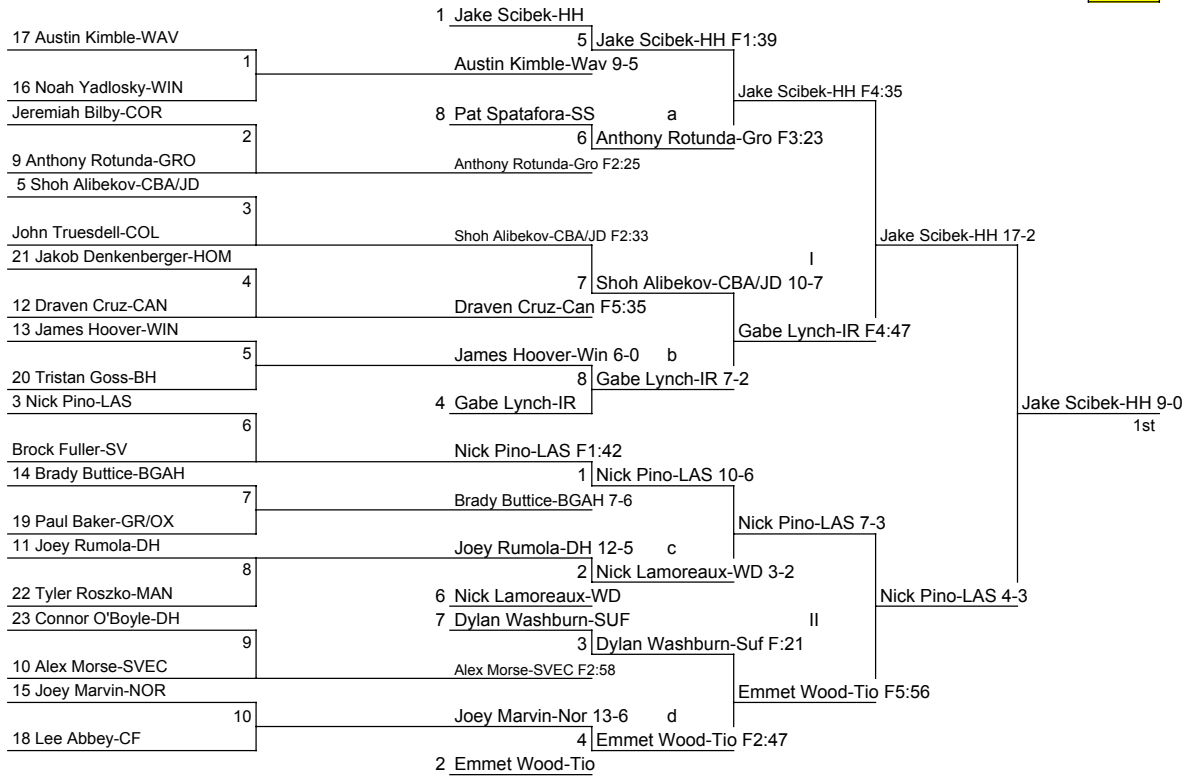 1 Jake Scibek-HH
17 Austin Kimble-WAV
5 Jake Scibek-HH F1:39
1
Austin Kimble-Wav 9-5
16 Noah Yadlosky-WIN
Jake Scibek-HH F4:35
Jeremiah Bilby-COR
8 Pat Spatafora-SS a
2
6 Anthony Rotunda-Gro F3:23
9 Anthony Rotunda-GRO
Anthony Rotunda-Gro F2:25
5 Shoh Alibekov-CBA/JD
3
John Truesdell-COL
Shoh Alibekov-CBA/JD F2:33
Jake Scibek-HH 17-2
21 Jakob Denkenberger-HOM
I
4
7 Shoh Alibekov-CBA/JD 10-7
12 Draven Cruz-CAN
Draven Cruz-Can F5:35
13 James Hoover-WIN
Gabe Lynch-IR F4:47
5
James Hoover-Win 6-0 b
20 Tristan Goss-BH
8 Gabe Lynch-IR 7-2
3 Nick Pino-LAS
4 Gabe Lynch-IR
Jake Scibek-HH 9-0
6
1st
Brock Fuller-SV
Nick Pino-LAS F1:42
14 Brady Buttice-BGAH
1 Nick Pino-LAS 10-6
7
Brady Buttice-BGAH 7-6
19 Paul Baker-GR/OX
Nick Pino-LAS 7-3
11 Joey Rumola-DH
Joey Rumola-DH 12-5 c
8
2 Nick Lamoreaux-WD 3-2
22 Tyler Roszko-MAN
6 Nick Lamoreaux-WD
Nick Pino-LAS 4-3
23 Connor O'Boyle-DH
7 Dylan Washburn-SUF
II
9
3 Dylan Washburn-Suf F:21
10 Alex Morse-SVEC
Alex Morse-SVEC F2:58
15 Joey Marvin-NOR
Emmet Wood-Tio F5:56
10
Joey Marvin-Nor 13-6 d
18 Lee Abbey-CF
4 Emmet Wood-Tio F2:47
2 Emmet Wood-Tio